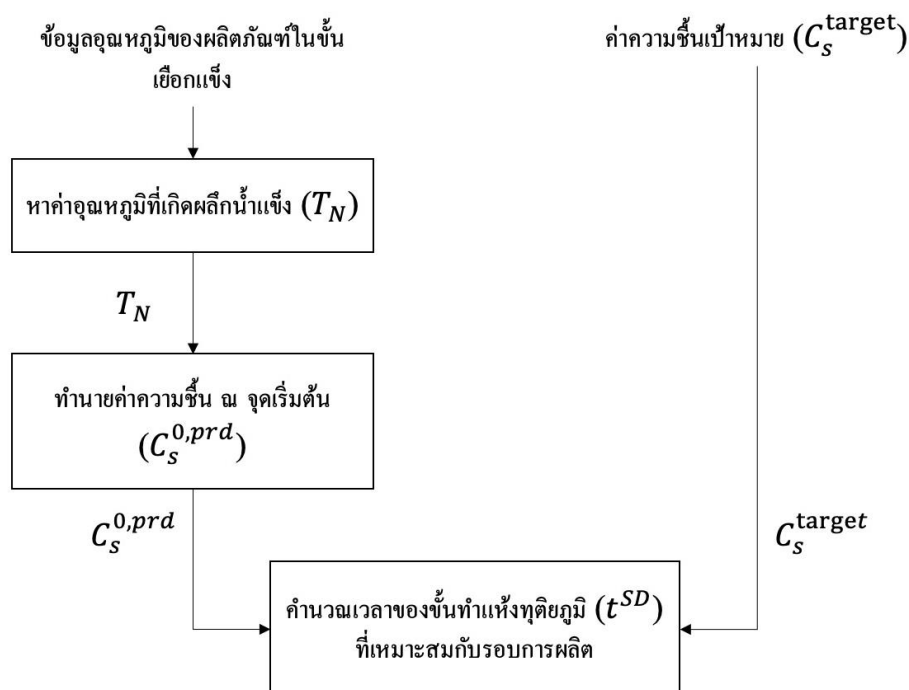 ข้อมูลอุณหภูมิของผลิตภัณฑ์ในขั้น
เยือกแข็ง
ค่าความชื้นเป้าหมาย (C_s^target)
หาค่าอุณหภูมิที่เกิดผลึกน้ำแข็ง (T_N)
T_N
ทำนายค่าความชื้น ณ จุดเริ่มต้น
(C_s^0,prd)
C_s^0,prd
C_s^target
คำนวณเวลาของขั้นทำแห้งทุติยภูมิ (t^SD)
ที่เหมาะสมกับรอบการผลิต